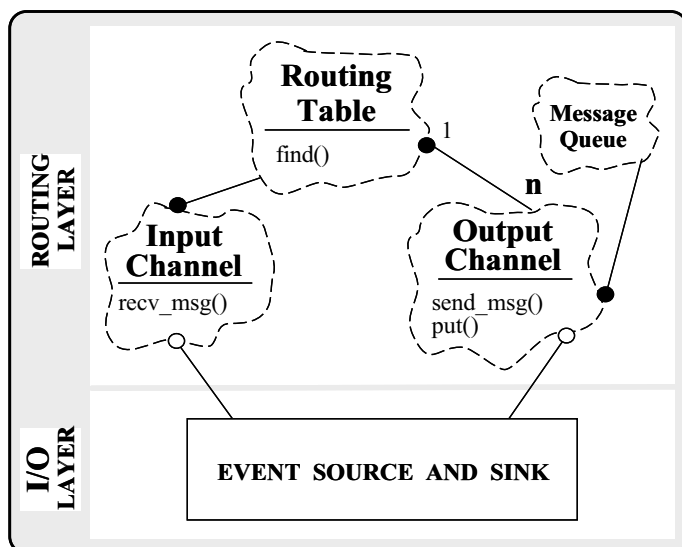 ROUTING
LAYER
Routing
Table
find()
1
n
Message
Queue
Input
Channel
recv_msg()
Output
Channel
send_msg()
put()
I/O
LAYER
EVENT SOURCE AND SINK